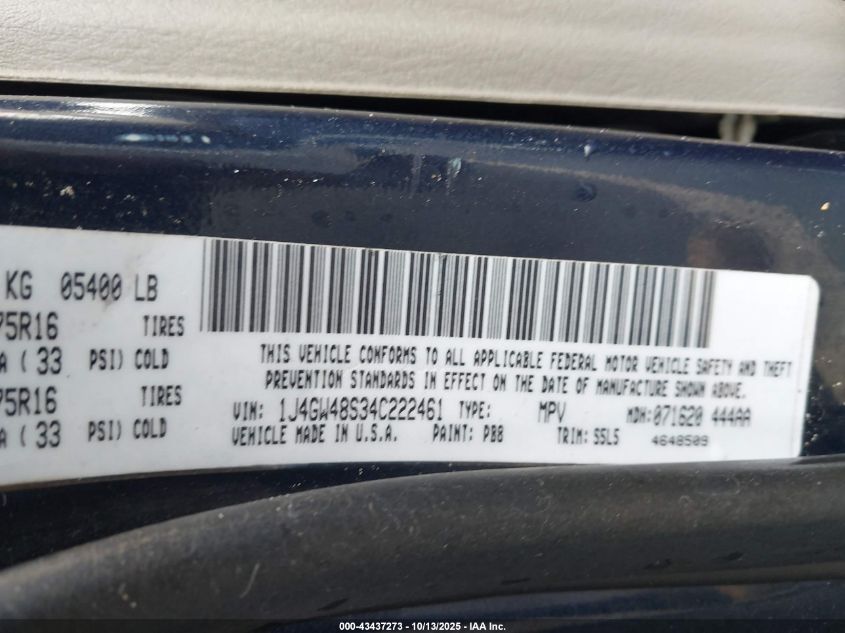 KG 05400 LB
75R16 TIRES
A ( 33 PSI) COLD
75R16 TIRES
A ( 33 PSI) COLD
THIS VEHICLE CONFORMS TO ALL APPLICABLE FEDERAL MOTOR VEHICLE SAFETY AND THEFT
PREVENTION STANDARDS IN EFFECT ON THE DATE OF MANUFACTURE SHOWN ABOVE.
VIN: 1J4GW48S34C222461 TYPE: MPV MDH:071620 444AA
VEHICLE MADE IN U.S.A. PAINT: PB8 TRIM: S5L5 4648509
000-43437273 | 10/13/2025 | IAA Inc.